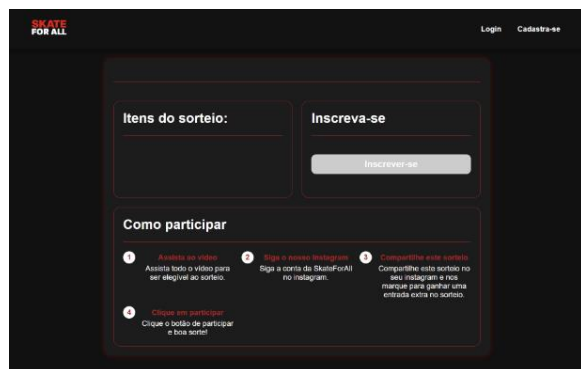 SKATE
FOR ALL
Login Cadastra-se
Itens do sorteio:
Inscreva-se
Inscrever-se
Como participar
1 Assista ao vídeo
Assista todo o vídeo para
ser elegível ao sorteio.
2 Siga o nosso Instagram
Siga a conta da SkateForAll
no instagram.
3 Compartilhe este sorteio
Compartilhe este sorteio no
seu instagram e nos
marque para ganhar uma
entrada extra no sorteio.
4 Clique em participar
Clique o botão de participar
e boa sorte!